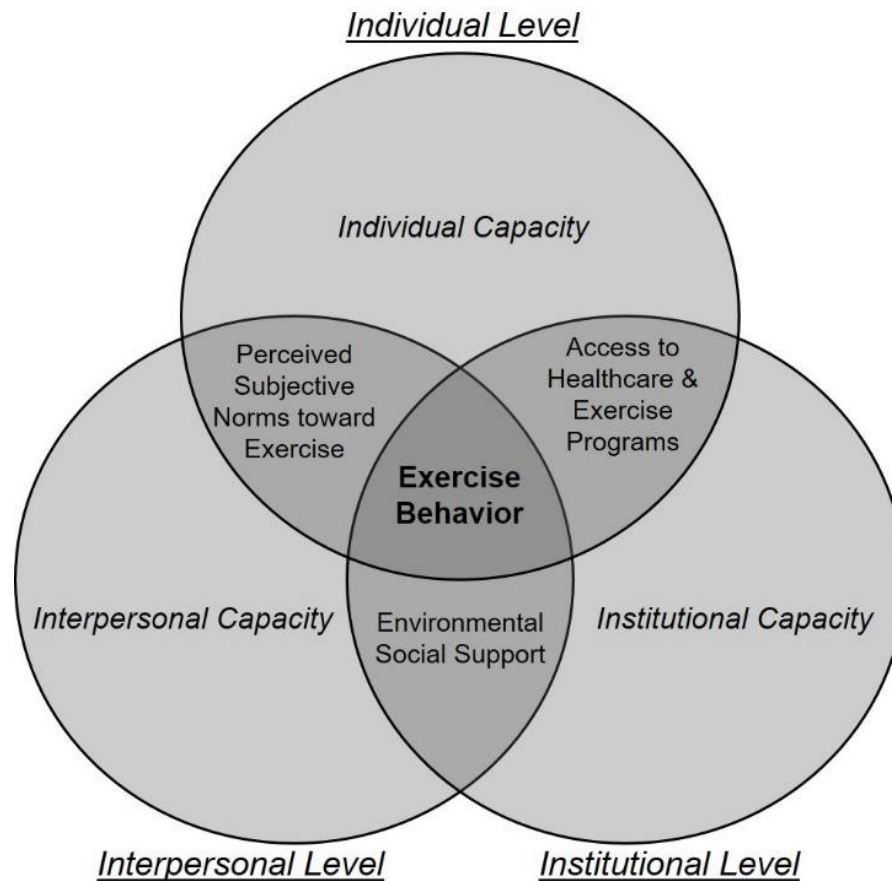 Individual Level
Individual Capacity
Perceived
Subjective
Norms toward
Exercise
Access to
Healthcare &
Exercise
Programs
Exercise
Behavior
Interpersonal Capacity
Environmental
Social Support
Institutional Capacity
Interpersonal Level
Institutional Level